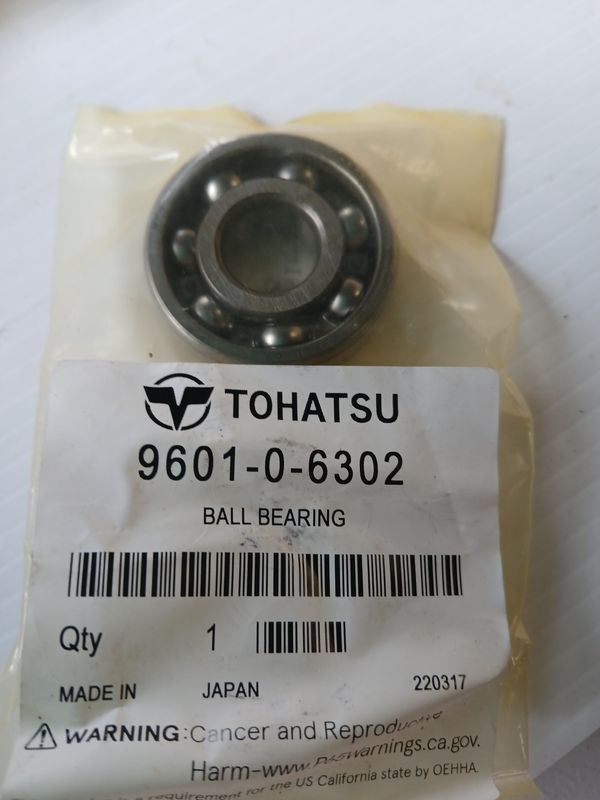 TOHATSU
9601-0-6302
BALL BEARING
Qty 1
MADE IN JAPAN 220317
WARNING: Cancer and Reproductive
Harm-www.P65warnings.ca.gov.
is a requirement for the US California state by OEHHA.